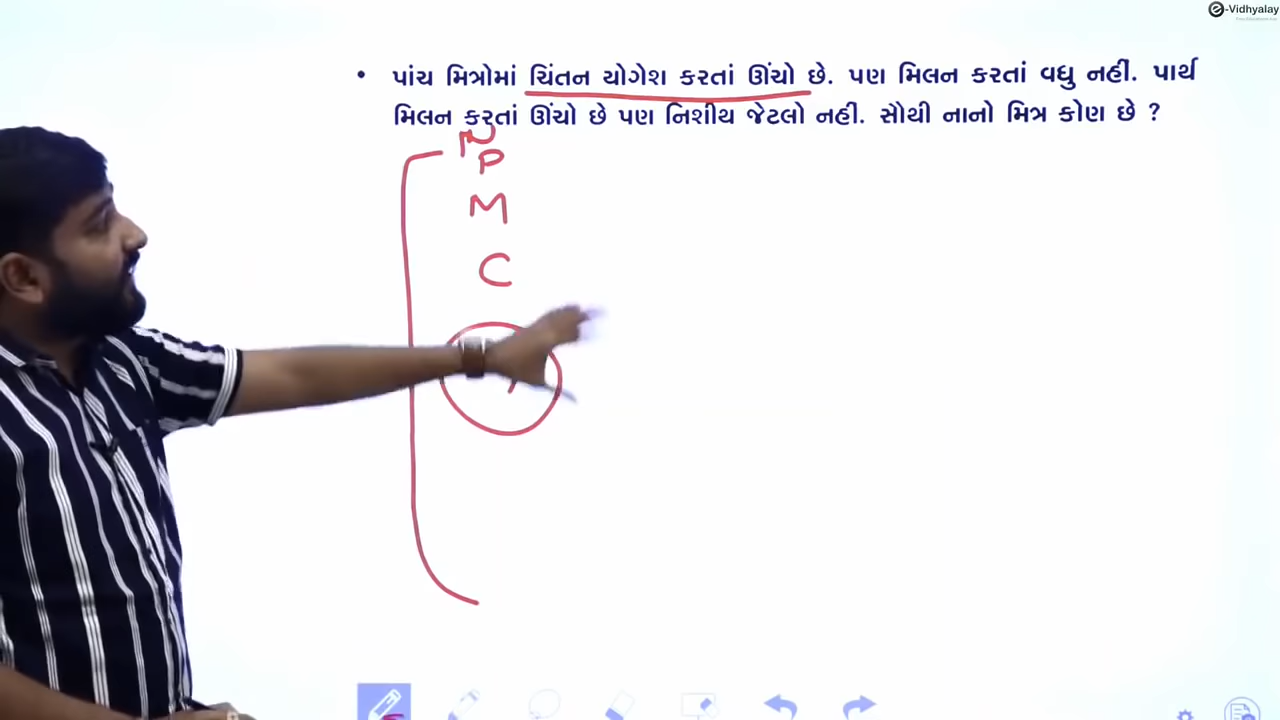 e-Vidhyalay
• પાંચ મિત્રોમાં ચિંતન યોગેશ કરતાં ઊંચો છે. પણ મિલન કરતાં વધુ નહીં. પાર્થ
મિલન કરતાં ઊંચો છે પણ નિશીથ જેટલો નહી. સૌથી નાનો મિત્ર કોણ છે ?
N
P
M
C